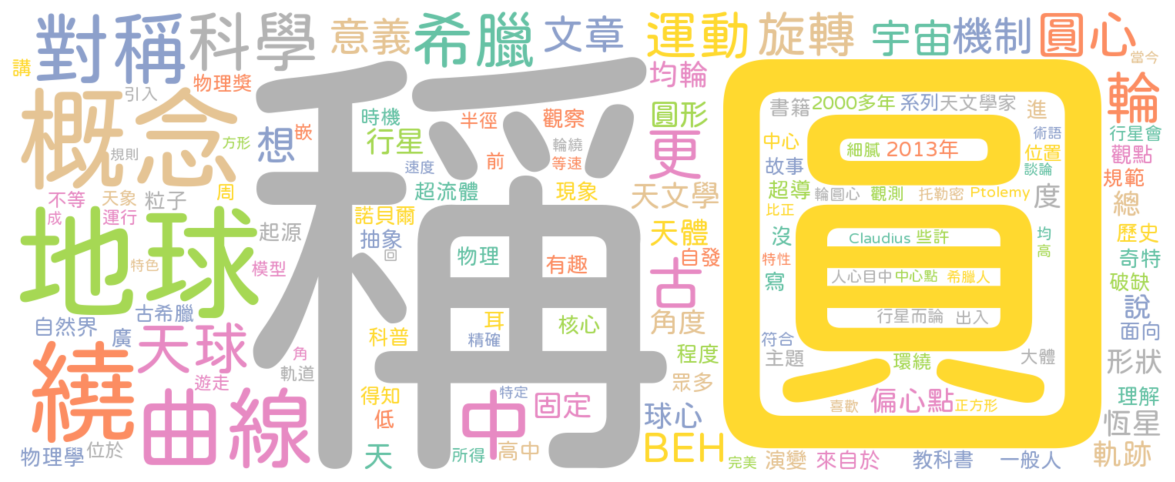 對稱 科學 意義 希臘 文章 運動 旋轉 宇宙 機制 圓心
講 物理獎 引入 均輪 當今
概念 時機 半徑 觀察 圓形 書籍 2000多年 系列 天文學家 進 輪
方形 想 嵌 行星 輪繞 中心 細膩 2013年 術語 行星會
規則 速度 前 等速 更 故事 位置 觀點
談論 規範
不等 天象 粒子 周 超流體 現象 天文學 超導 輪圓心 觀測 托勒密 Ptolemy 度 總
成 運行 諾貝爾 比正
地球 起源 抽象 稱 天體 沒 Claudius 些許 圓 均 歷史
特色 模型 回 物理 有趣 自發 特性 高 奇特
古 寫 人心目中 中心點 希臘人 破缺
古希臘 說
自然界 廣 天球 科普 耳 核心 角度 行星而論 出入 面向
精確 符合
繞 角 軌道 程度 主題 環繞 大體 形狀
遊走 得知 特定 眾多 理解
曲線 低 中 固定 球心 喜歡 偏心點 正方形 恆星
物理學 位於 天 所得 高中 BEH 完美 演變 來自於 教科書 一般人 軌跡